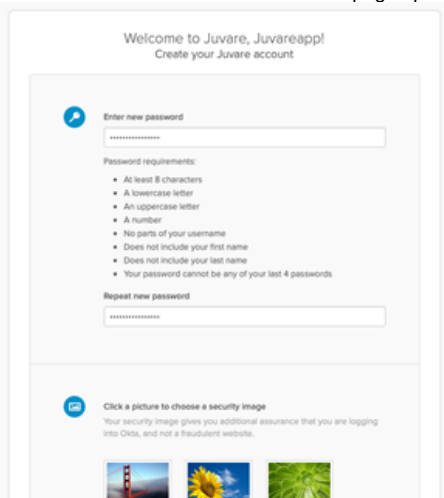 Welcome to Juvare, Juvareapp!
Create your Juvare account
Enter new password
••••••••••••••••
Password requirements:
• At least 8 characters
• A lowercase letter
• An uppercase letter
• A number
• No parts of your username
• Does not include your first name
• Does not include your last name
• Your password cannot be any of your last 4 passwords
Repeat new password
••••••••••••••••
Click a picture to choose a security image
Your security image gives you additional assurance that you are logging
into Okta, and not a fraudulent website.